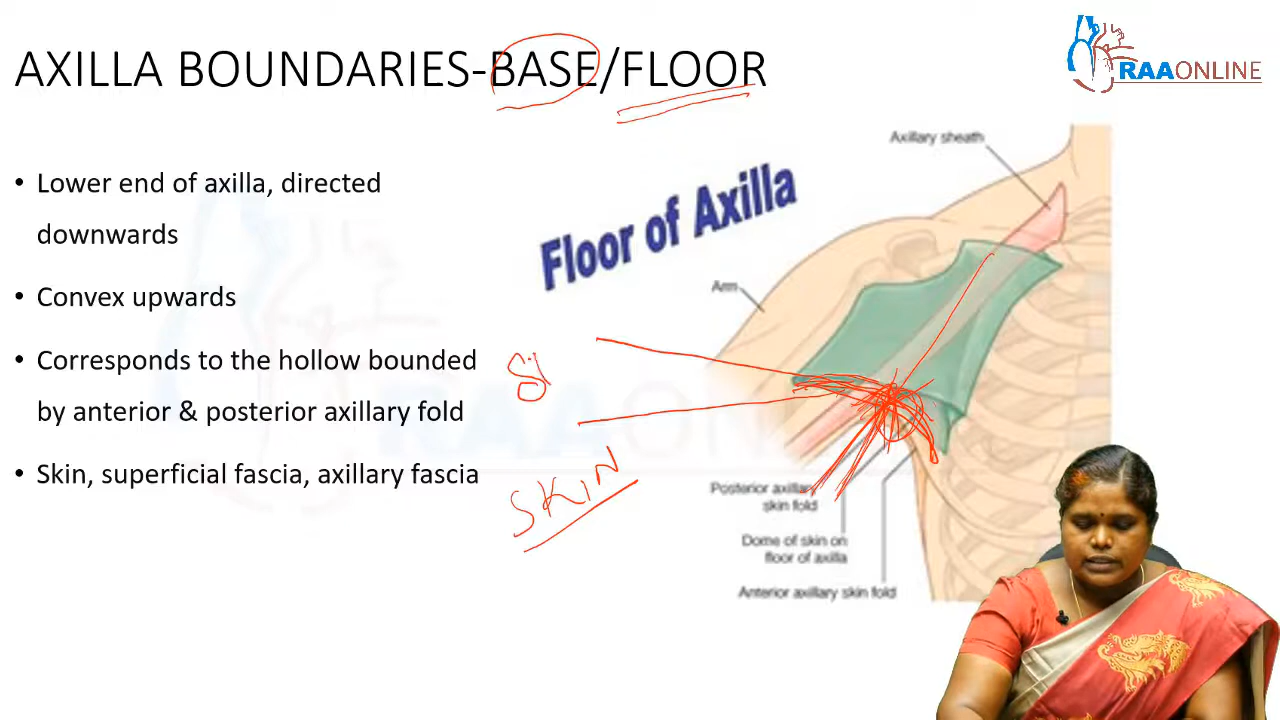 AXILLA BOUNDARIES-BASE/FLOOR
RAAONLINE
• Lower end of axilla, directed
downwards
• Convex upwards
• Corresponds to the hollow bounded
by anterior & posterior axillary fold
• Skin, superficial fascia, axillary fascia
SKIN
Floor of Axilla
Axillary sheath
Arm
Posterior axillary
skin fold
Dome of skin on
floor of axilla
Anterior axillary skin fold